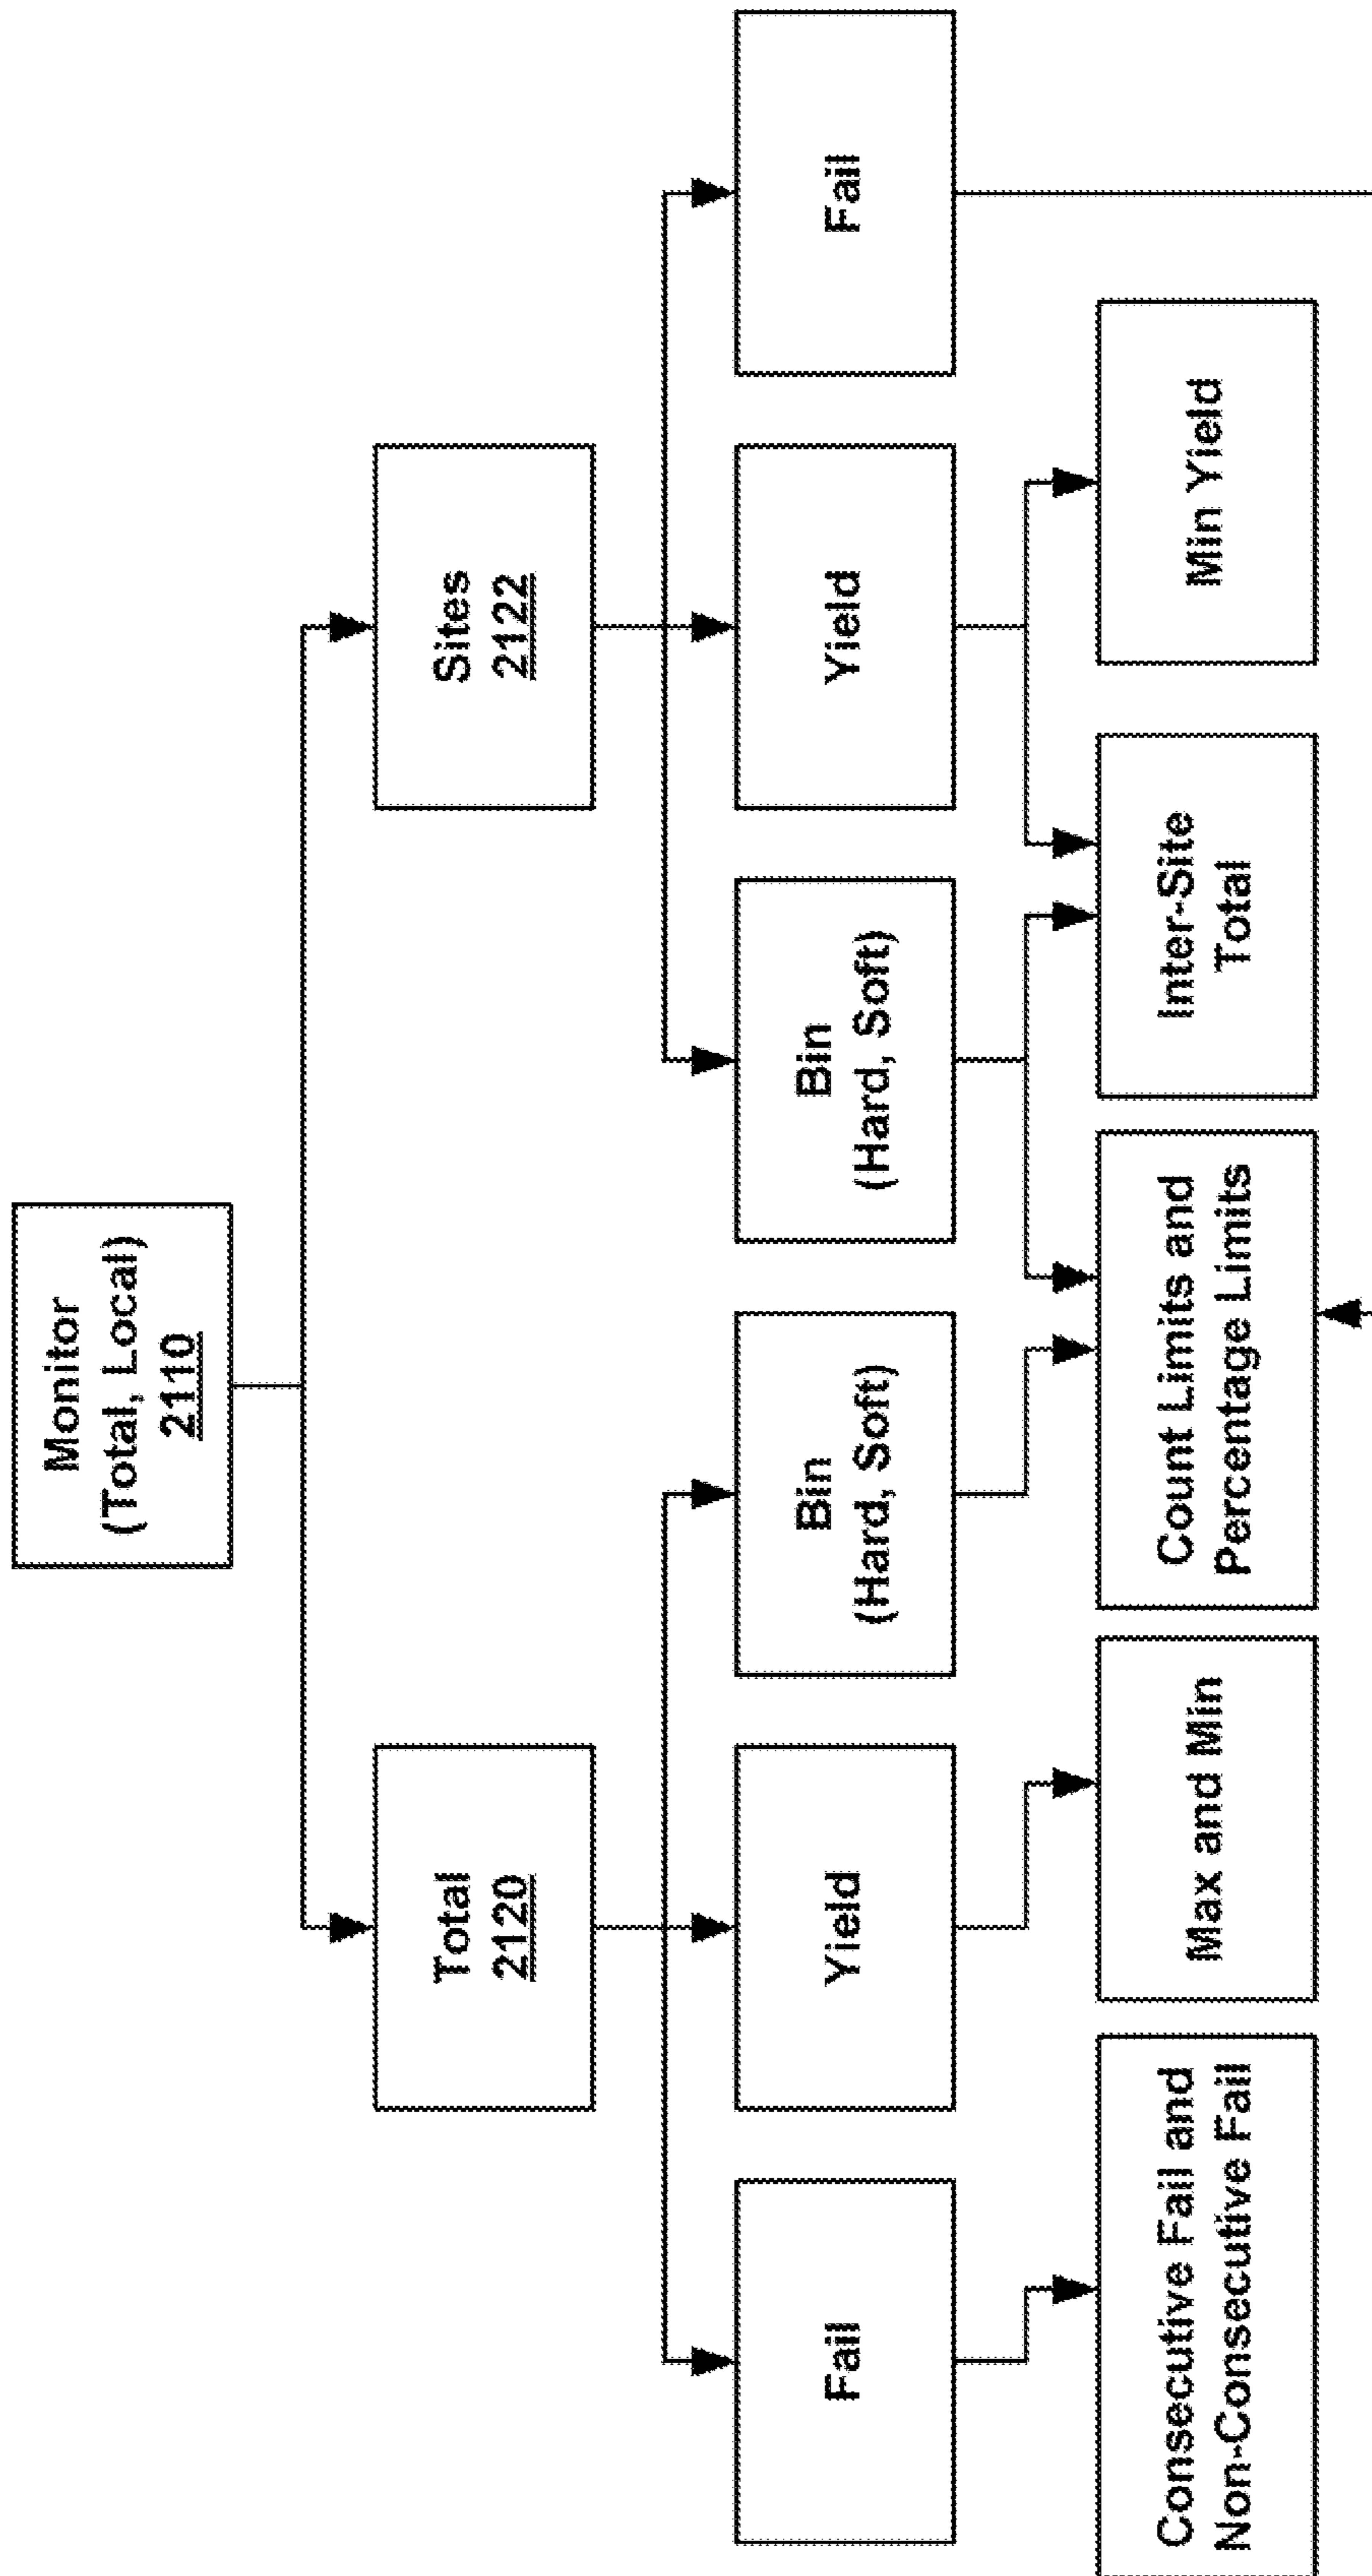 Monitor
(Total, Local)
2110
Total
2120
Sites
2122
Fail
Yield
Bin
(Hard, Soft)
Bin
(Hard, Soft)
Yield
Fail
Consecutive Fail and
Non-Consecutive Fail
Max and Min
Count Limits and
Percentage Limits
Inter-Site
Total
Min Yield